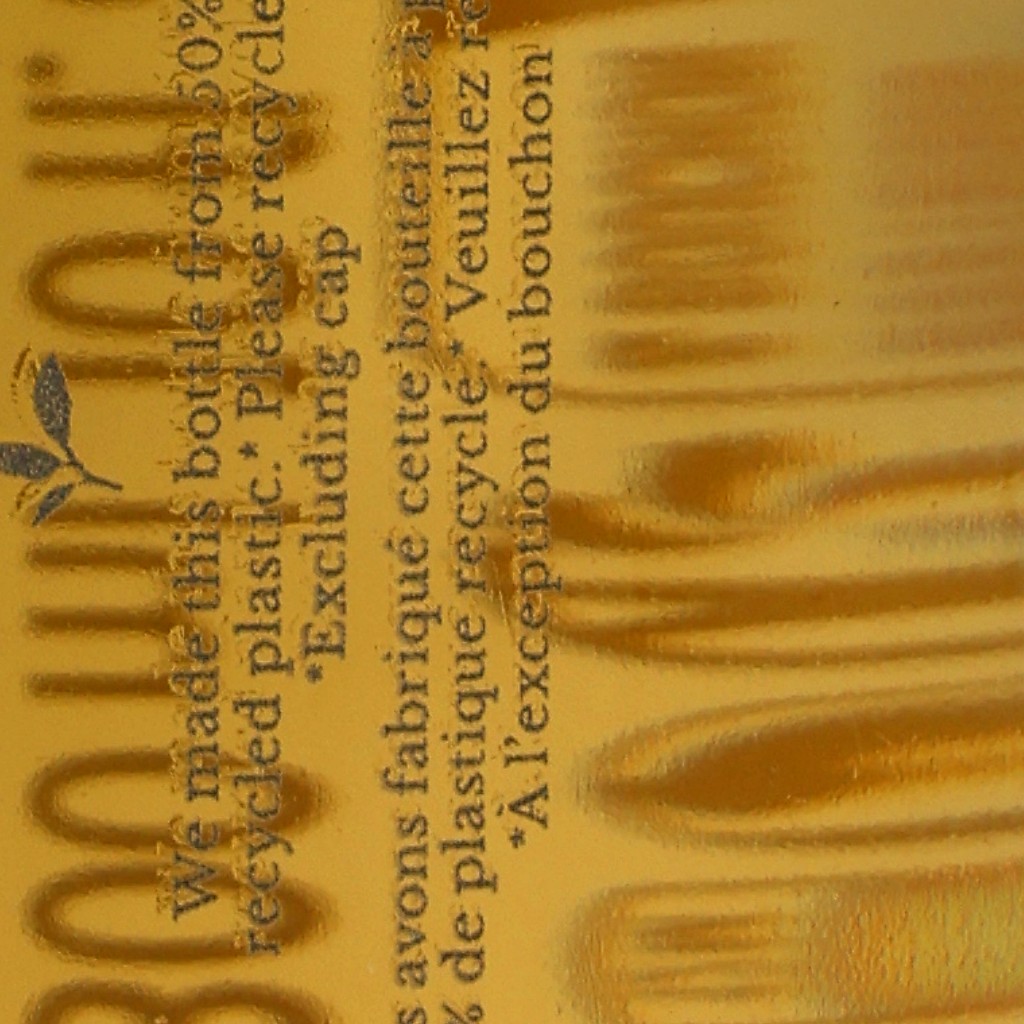 We made this bottle from 50%
recycled plastic.* Please recycle
*Excluding cap
avons fabriqué cette bouteille à
% de plastique recyclé.* Veuillez
*À l'exception du bouchon